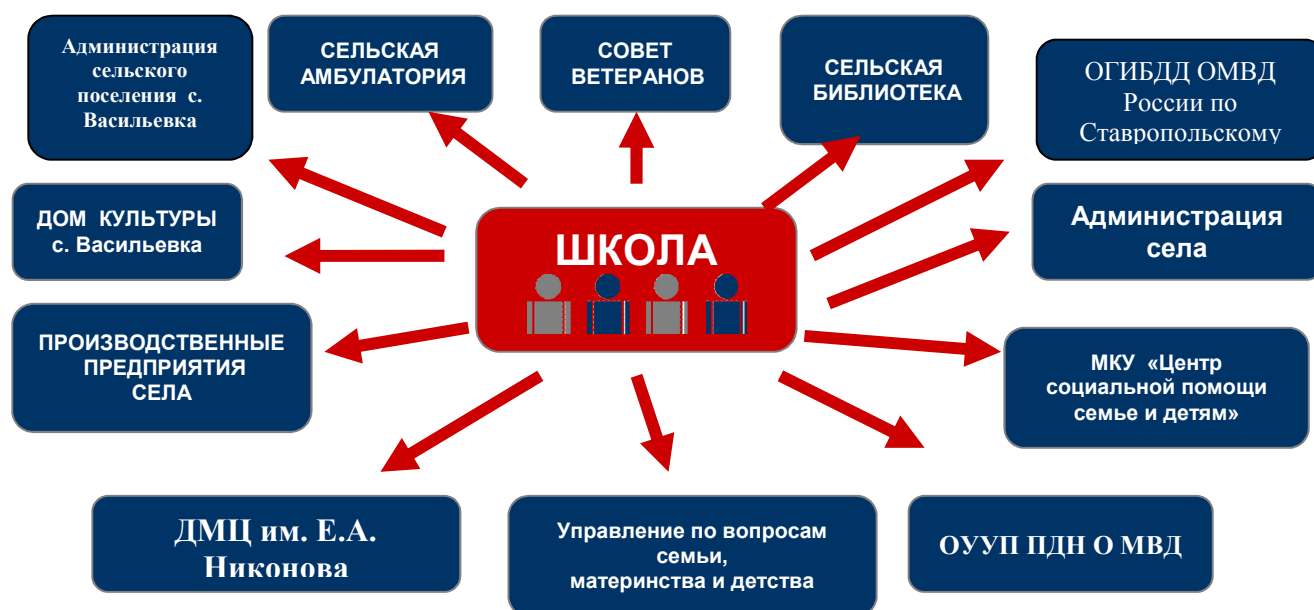 Администрация
сельского
поселения с.
Васильевка
СЕЛЬСКАЯ
АМБУЛАТОРИЯ
СОВЕТ
ВЕТЕРАНОВ
СЕЛЬСКАЯ
БИБЛИОТЕКА
ОГИБДД ОМВД
России по
Ставропольскому
ДОМ КУЛЬТУРЫ
с. Васильевка
ШКОЛА
Администрация
села
ПРОИЗВОДСТВЕННЫЕ
ПРЕДПРИЯТИЯ
СЕЛА
МКУ «Центр
социальной помощи
семье и детям»
ДМЦ им. Е.А.
Никонова
Управление по вопросам
семьи,
материнства и детства
ОУУП ПДН О МВД